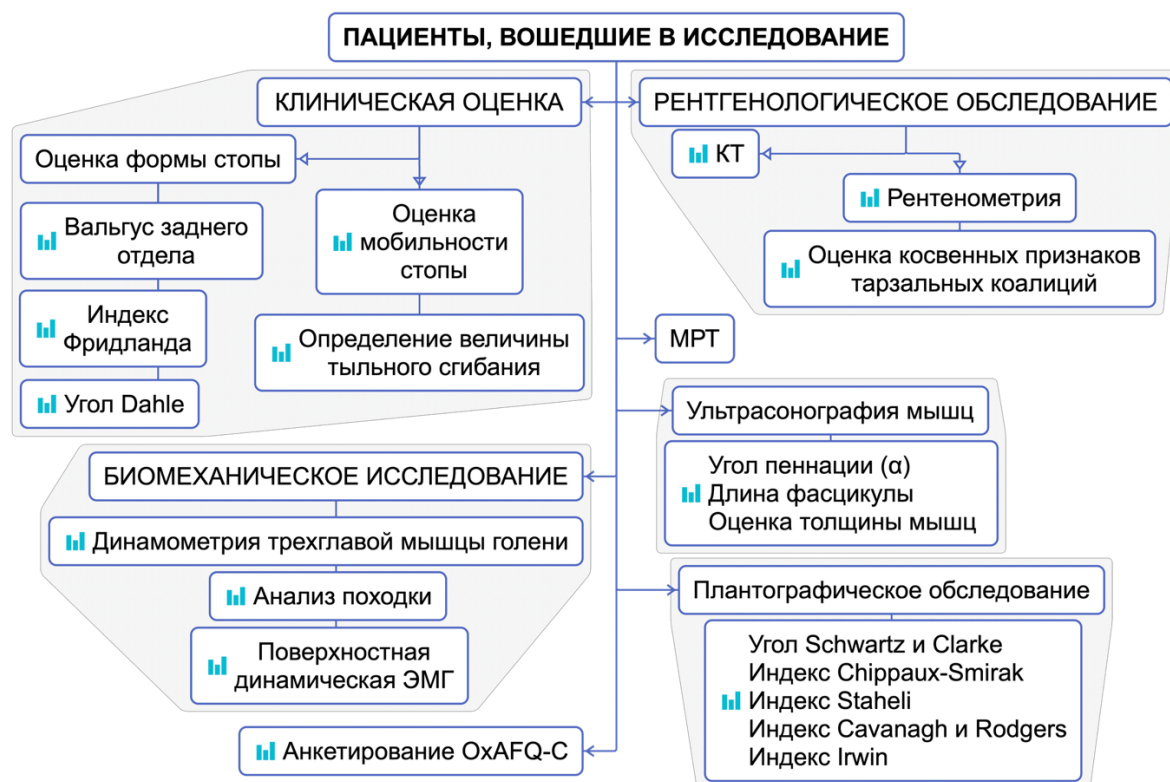 ПАЦИЕНТЫ, ВОШЕДШИЕ В ИССЛЕДОВАНИЕ
КЛИНИЧЕСКАЯ ОЦЕНКА
Оценка формы стопы
Вальгус заднего
отдела
Индекс
Фридланда
Угол Dahle
Оценка
мобильности
стопы
Определение величины
тыльного сгибания
РЕНТГЕНОЛОГИЧЕСКОЕ ОБСЛЕДОВАНИЕ
КТ
Рентенометрия
Оценка косвенных признаков
тарзальных коалиций
МРТ
Ультрасонография мышц
Угол пеннации (α)
Длина фасцикулы
Оценка толщины мышц
БИОМЕХАНИЧЕСКОЕ ИССЛЕДОВАНИЕ
Динамометрия трехглавой мышцы голени
Анализ походки
Поверхностная
динамическая ЭМГ
Плантографическое обследование
Угол Schwartz и Clarke
Индекс Chippaux-Smirak
Индекс Staheli
Индекс Cavanagh и Rodgers
Индекс Irwin
Анкетирование OxAFQ-C